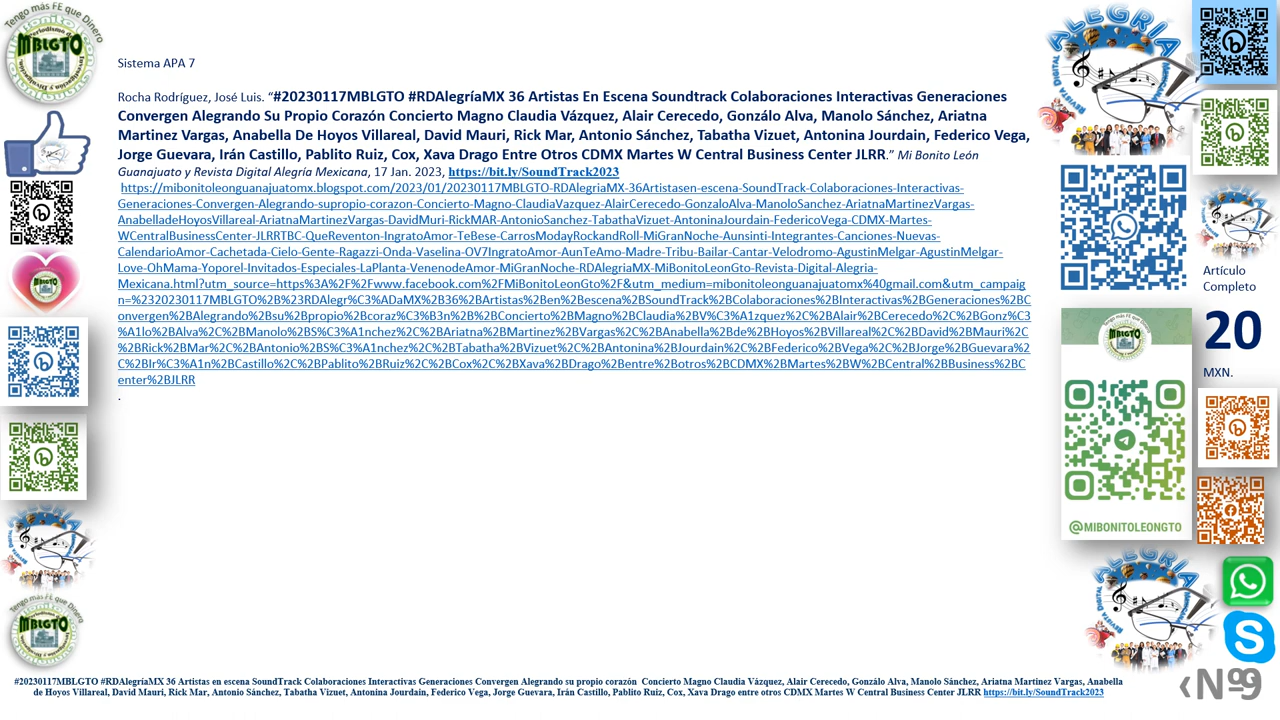 Tengo más FE que Dinero
MBLGTO
Sistema APA 7
Rocha Rodríguez, José Luis. “#20230117MBLGTO #RDAlegríaMX 36 Artistas En Escena Soundtrack Colaboraciones Interactivas Generaciones
Convergen Alegrando Su Propio Corazón Concierto Magno Claudia Vázquez, Alair Cerecedo, Gonzálo Alva, Manolo Sánchez, Ariatna
Martinez Vargas, Anabella De Hoyos Villareal, David Mauri, Rick Mar, Antonio Sánchez, Tabatha Vizuet, Antonina Jourdain, Federico Vega,
Jorge Guevara, Irán Castillo, Pablito Ruiz, Cox, Xava Drago Entre Otros CDMX Martes W Central Business Center JLRR.” Mi Bonito León
Guanajuato y Revista Digital Alegría Mexicana, 17 Jan. 2023, https://bit.ly/SoundTrack2023
https://mibonitoleonguanajuatomx.blogspot.com/2023/01/20230117MBLGTO-RDAlegriaMX-36Artistasen-escena-SoundTrack-Colaboraciones-Interactivas-
Generaciones-Convergen-Alegrando-supropio-corazon-Concierto-Magno-ClaudiaVazquez-AlairCerecedo-GonzaloAlva-ManoloSanchez-AriatnaMartinezVargas-
AnabelladeHoyosVillareal-AriatnaMartinezVargas-DavidMuri-RickMAR-AntonioSanchez-TabathaVizuet-AntoninaJourdain-FedericoVega-CDMX-Martes-
WCentralBusinessCenter-JLRRTBC-QueReventon-IngratoAmor-TeBese-CarrosModayRockandRoll-MiGranNoche-Aunsinti-Integrantes-Canciones-Nuevas-
CalendarioAmor-Cachetada-Cielo-Gente-Ragazzi-Onda-Vaselina-OV7IngratoAmor-AunTeAmo-Madre-Tribu-Bailar-Cantar-Velodromo-AgustinMelgar-AgustinMelgar-
Love-OhMama-Yoporel-Invitados-Especiales-LaPlanta-VenenodeAmor-MiGranNoche-RDAlegriaMX-MiBonitoLeonGto-Revista-Digital-Alegria-
Mexicana.html?utm_source=https%3A%2F%2Fwww.facebook.com%2FMiBonitoLeonGto%2F&utm_medium=mibonitoleonguanajuatomx%40gmail.com&utm_campaig
n=%2320230117MBLGTO%2B%23RDAlegr%C3%ADaMX%2B36%2BArtistas%2Ben%2Bescena%2BSoundTrack%2BColaboraciones%2BInteractivas%2BGeneraciones%2BC
onvergen%2BAlegrando%2Bsu%2Bpropio%2Bcoraz%C3%B3n%2B%2BConcierto%2BMagno%2BClaudia%2BV%C3%A1zquez%2C%2BAlair%2BCerecedo%2C%2BGonz%C3
%A1lo%2BAlva%2C%2BManolo%2BS%C3%A1nchez%2C%2BAriatna%2BMartinez%2BVargas%2C%2BAnabella%2Bde%2BHoyos%2BVillareal%2C%2BDavid%2BMauri%2C
%2BRick%2BMar%2C%2BAntonio%2BS%C3%A1nchez%2C%2BTabatha%2BVizuet%2C%2BAntonina%2BJourdain%2C%2BFederico%2BVega%2C%2BJorge%2BGuevara%2
C%2BIr%C3%A1n%2BCastillo%2C%2BPablito%2BRuiz%2C%2BCox%2C%2BXava%2BDrago%2Bentre%2Botros%2BCDMX%2BMartes%2BW%2BCentral%2BBusiness%2BC
enter%2BJLRR
.
ALEGRÍA
REVISTA DIGITAL
Artículo
Completo
20
MXN.
@MIBONITOLEONGTO
ALEGRÍA
REVISTA DIGITAL
MEXICANA
Tengo más FE que Dinero
MBLGTO
‹Nº99
#20230117MBLGTO #RDAlegríaMX 36 Artistas en escena SoundTrack Colaboraciones Interactivas Generaciones Convergen Alegrando su propio corazón Concierto Magno Claudia Vázquez, Alair Cerecedo, Gonzálo Alva, Manolo Sánchez, Ariatna Martinez Vargas, Anabella
de Hoyos Villareal, David Mauri, Rick Mar, Antonio Sánchez, Tabatha Vizuet, Antonina Jourdain, Federico Vega, Jorge Guevara, Irán Castillo, Pablito Ruiz, Cox, Xava Drago entre otros CDMX Martes W Central Business Center JLRR https://bit.ly/SoundTrack2023